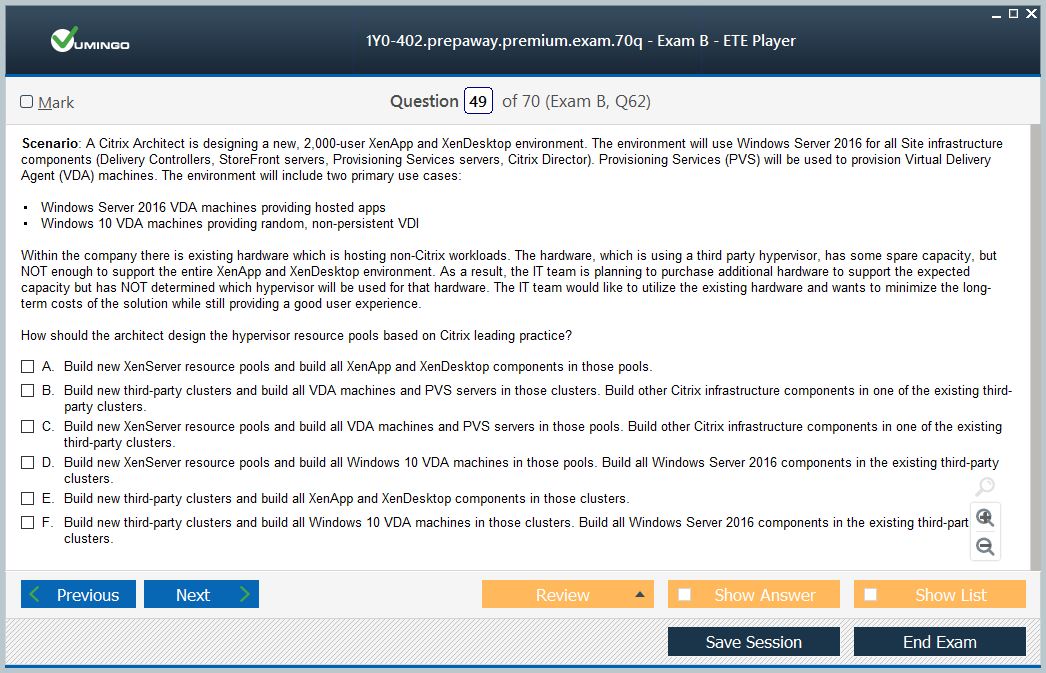 VUMINGO
1Y0-402.prepaway.premium.exam.70q - Exam B - ETE Player
Mark
Question 49 of 70 (Exam B, Q62)
Scenario: A Citrix Architect is designing a new, 2,000-user XenApp and XenDesktop environment. The environment will use Windows Server 2016 for all Site infrastructure
components (Delivery Controllers, StoreFront servers, Provisioning Services servers, Citrix Director). Provisioning Services (PVS) will be used to provision Virtual Delivery
Agent (VDA) machines. The environment will include two primary use cases:
• Windows Server 2016 VDA machines providing hosted apps
• Windows 10 VDA machines providing random, non-persistent VDI
Within the company there is existing hardware which is hosting non-Citrix workloads. The hardware, which is using a third party hypervisor, has some spare capacity, but
NOT enough to support the entire XenApp and XenDesktop environment. As a result, the IT team is planning to purchase additional hardware to support the expected
capacity but has NOT determined which hypervisor will be used for that hardware. The IT team would like to utilize the existing hardware and wants to minimize the long-
term costs of the solution while still providing a good user experience.
How should the architect design the hypervisor resource pools based on Citrix leading practice?
A. Build new XenServer resource pools and build all XenApp and XenDesktop components in those pools.
B. Build new third-party clusters and build all VDA machines and PVS servers in those clusters. Build other Citrix infrastructure components in one of the existing third-
party clusters.
C. Build new XenServer resource pools and build all VDA machines and PVS servers in those pools. Build other Citrix infrastructure components in one of the existing
third-party clusters.
D. Build new XenServer resource pools and build all Windows 10 VDA machines in those pools. Build all Windows Server 2016 components in the existing third-party
clusters.
E. Build new third-party clusters and build all XenApp and XenDesktop components in those clusters.
F. Build new third-party clusters and build all Windows 10 VDA machines in those clusters. Build all Windows Server 2016 components in the existing third-part
clusters.
Previous
Next
Review
Show Answer
Show List
Save Session
End Exam